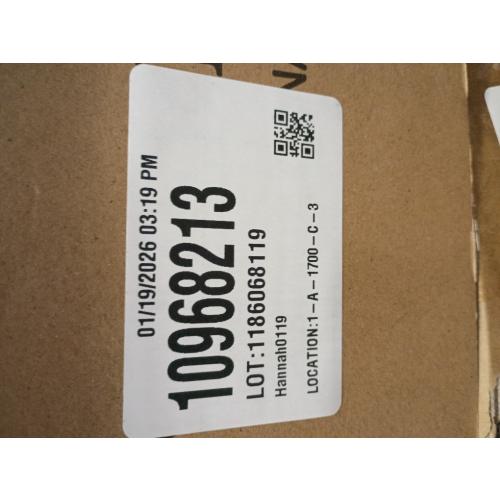 01/19/2026 03:19 PM
10968213
LOT:1186068119
Hannah0119
LOCATION:1-A-1700-C-3